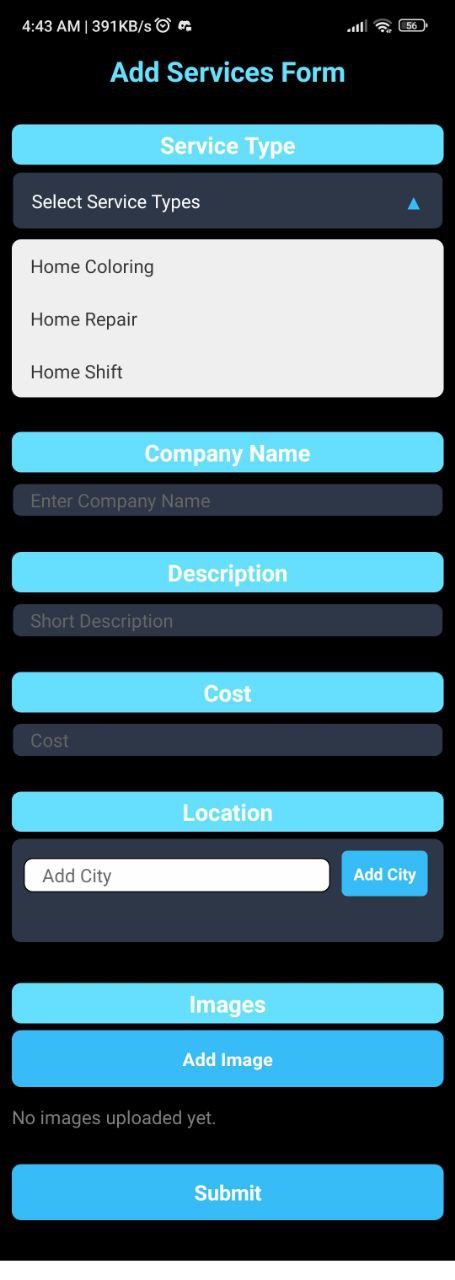 4:43 AM | 391KB/s
56
Add Services Form
Service Type
Select Service Types
Home Coloring
Home Repair
Home Shift
Company Name
Enter Company Name
Description
Short Description
Cost
Cost
Location
Add City
Add City
Images
Add Image
No images uploaded yet.
Submit